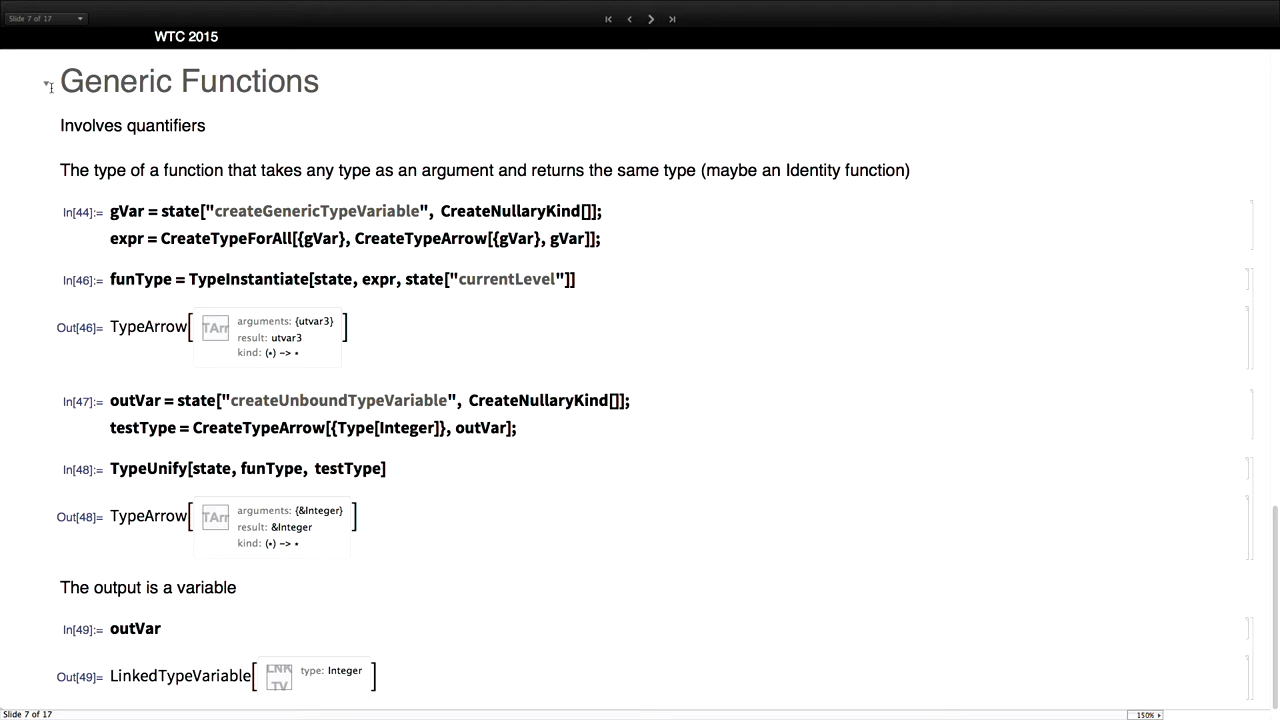 Slide 7 of 17
WTC 2015
Generic Functions
Involves quantifiers
The type of a function that takes any type as an argument and returns the same type (maybe an Identity function)
In[44]:= gVar = state["createGenericTypeVariable", CreateNullaryKind[]];
expr = CreateTypeForAll[{gVar}, CreateTypeArrow[{gVar}, gVar]];
In[46]:= funType = TypeInstantiate[state, expr, state["currentLevel"]]
Out[46]= TypeArrow[ TArr arguments: {utvar3} ]
result: utvar3
kind: (*) -> *
In[47]:= outVar = state["createUnboundTypeVariable", CreateNullaryKind[]];
testType = CreateTypeArrow[{Type[Integer]}, outVar];
In[48]:= TypeUnify[state, funType, testType]
Out[48]= TypeArrow[ TArr arguments: {&Integer} ]
result: &Integer
kind: (*) -> *
The output is a variable
In[49]:= outVar
Out[49]= LinkedTypeVariable[ LNK TV type: Integer ]
Slide 7 of 17
150%